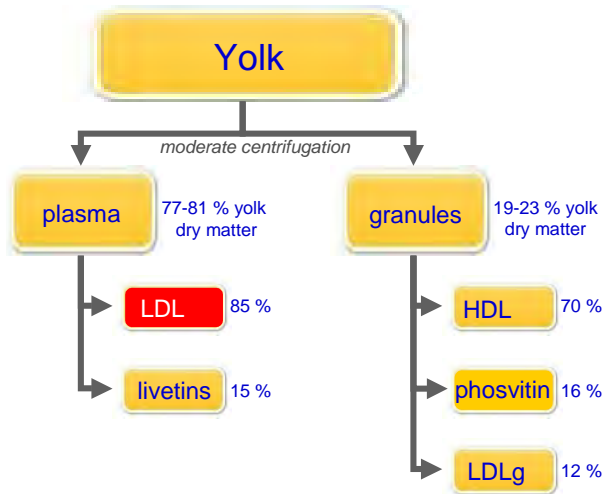 Yolk
moderate centrifugation
plasma
77-81 % yolk
dry matter
granules
19-23 % yolk
dry matter
LDL
85 %
livetins
15 %
HDL
70 %
phosvitin
16 %
LDLg
12 %